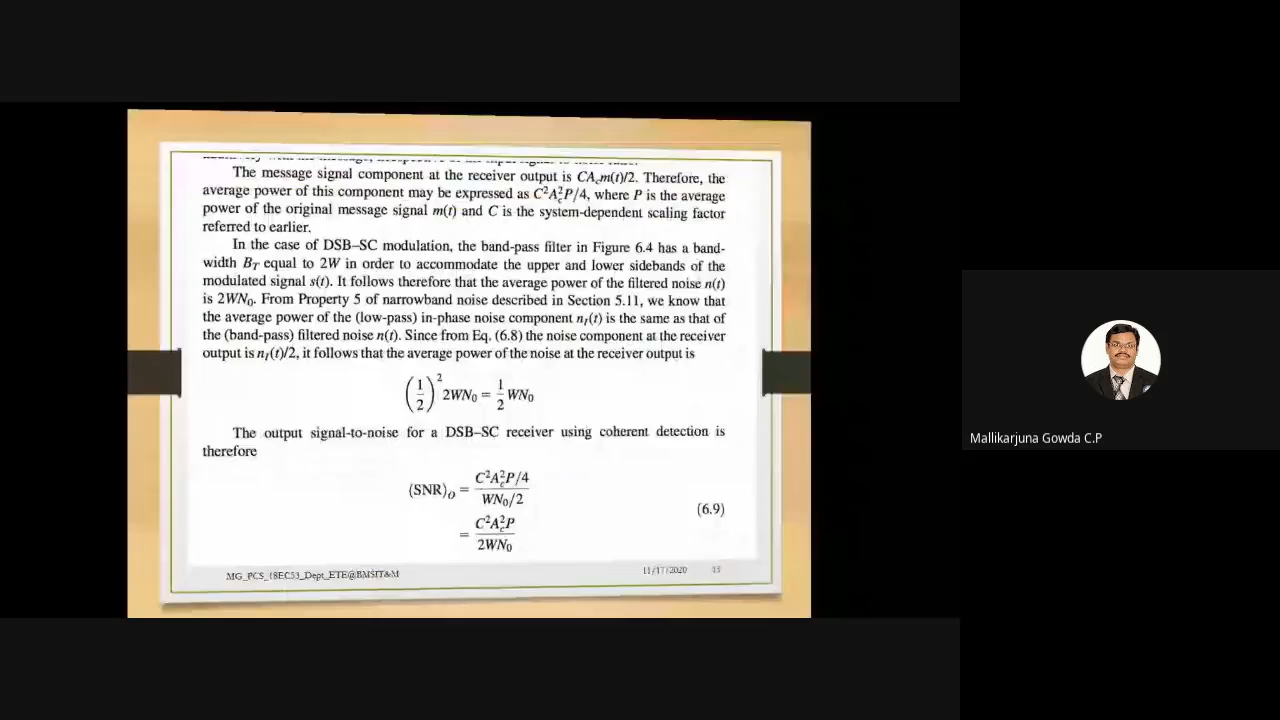 The message signal component at the receiver output is CA_c m(t)/2. Therefore, the
average power of this component may be expressed as C²A_c²P/4, where P is the average
power of the original message signal m(t) and C is the system-dependent scaling factor
referred to earlier.
In the case of DSB–SC modulation, the band-pass filter in Figure 6.4 has a band-
width B_T equal to 2W in order to accommodate the upper and lower sidebands of the
modulated signal s(t). It follows therefore that the average power of the filtered noise n(t)
is 2WN₀. From Property 5 of narrowband noise described in Section 5.11, we know that
the average power of the (low-pass) in-phase noise component n_I(t) is the same as that of
the (band-pass) filtered noise n(t). Since from Eq. (6.8) the noise component at the receiver
output is n_I(t)/2, it follows that the average power of the noise at the receiver output is
(1/2)² 2WN₀ = 1/2 WN₀
The output signal-to-noise for a DSB–SC receiver using coherent detection is
therefore
(SNR)_O = C²A_c²P/4 / WN₀/2
= C²A_c²P / 2WN₀ (6.9)
MG_PCS_18EC53_Dept_ETE@BMSIT&M 11/17/2020
Mallikarjuna Gowda C.P